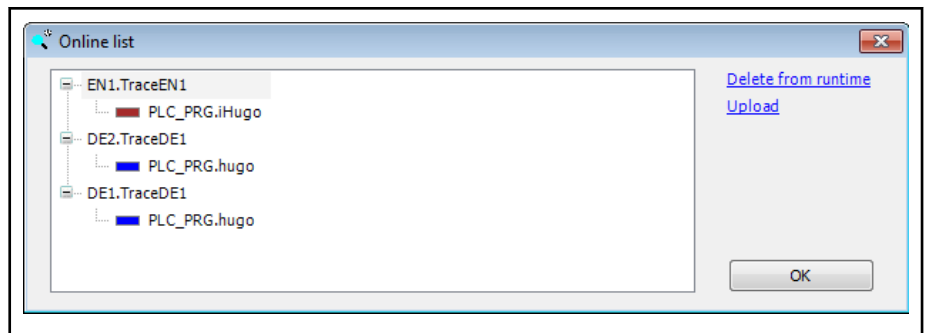 Online list
EN1.TraceEN1
PLC_PRG.iHugo
DE2.TraceDE1
PLC_PRG.hugo
DE1.TraceDE1
PLC_PRG.hugo
Delete from runtime
Upload
OK